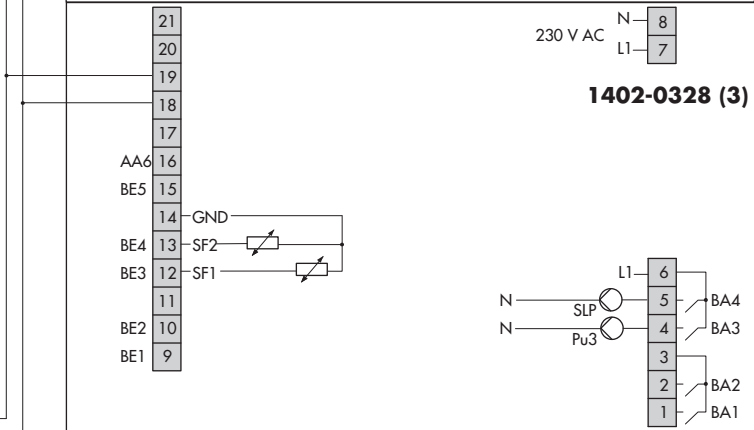 21
20
19
18
17
AA6 16
BE5 15
14 GND
BE4 13 SF2
BE3 12 SF1
11
BE2 10
BE1 9
230 V AC
N 8
L1 7
1402-0328 (3)
L1 6
N SLP 5 BA4
N Pu3 4 BA3
3
2 BA2
1 BA1